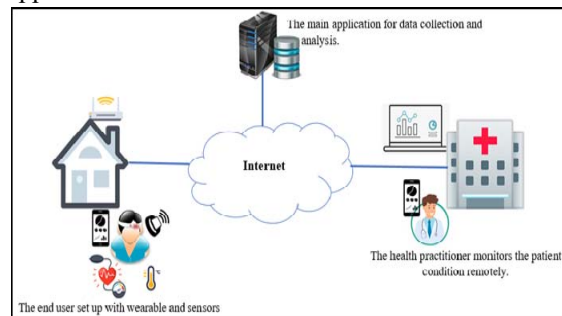 The main application for data collection and
analysis.
Internet
The health practitioner monitors the patient
condition remotely.
The end user set up with wearable and sensors